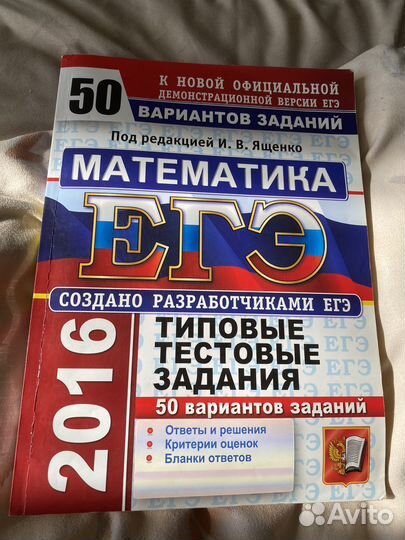 К НОВОЙ ОФИЦИАЛЬНОЙ
ДЕМОНСТРАЦИОННОЙ ВЕРСИИ ЕГЭ
50
ВАРИАНТОВ ЗАДАНИЙ
Под редакцией И. В. Ященко
МАТЕМАТИКА
ЕГЭ
СОЗДАНО РАЗРАБОТЧИКАМИ ЕГЭ
2016
ТИПОВЫЕ
ТЕСТОВЫЕ
ЗАДАНИЯ
50 вариантов заданий
• Ответы и решения
• Критерии оценок
• Бланки ответов
Avito